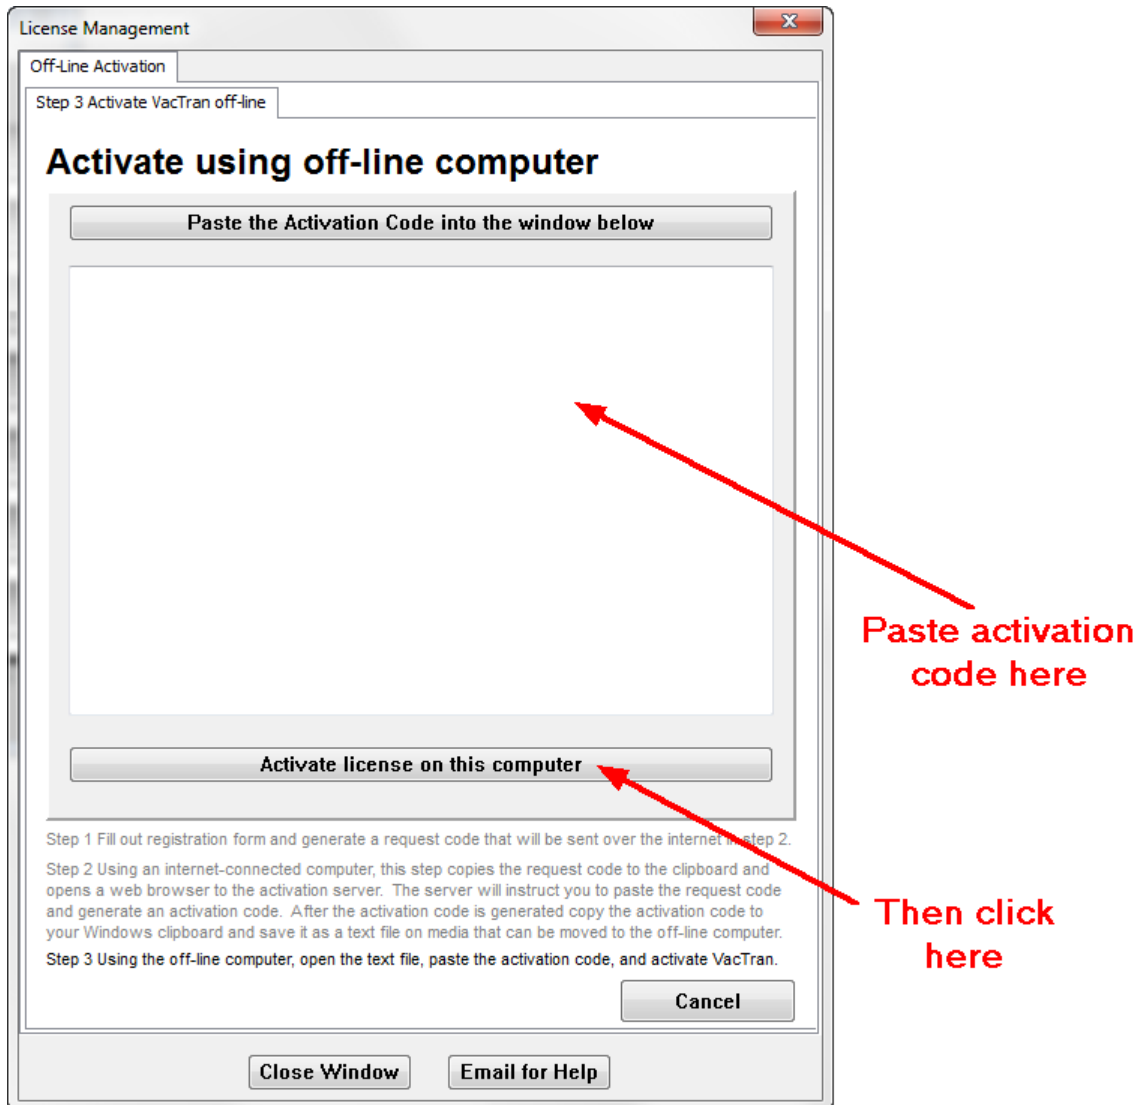 License Management
Off-Line Activation
Step 3 Activate VacTran off-line
Activate using off-line computer
Paste the Activation Code into the window below
Paste activation
code here
Activate license on this computer
Step 1 Fill out registration form and generate a request code that will be sent over the internet in step 2.
Step 2 Using an internet-connected computer, this step copies the request code to the clipboard and
opens a web browser to the activation server. The server will instruct you to paste the request code
and generate an activation code. After the activation code is generated copy the activation code to
your Windows clipboard and save it as a text file on media that can be moved to the off-line computer.
Then click
here
Step 3 Using the off-line computer, open the text file, paste the activation code, and activate VacTran.
Cancel
Close Window
Email for Help